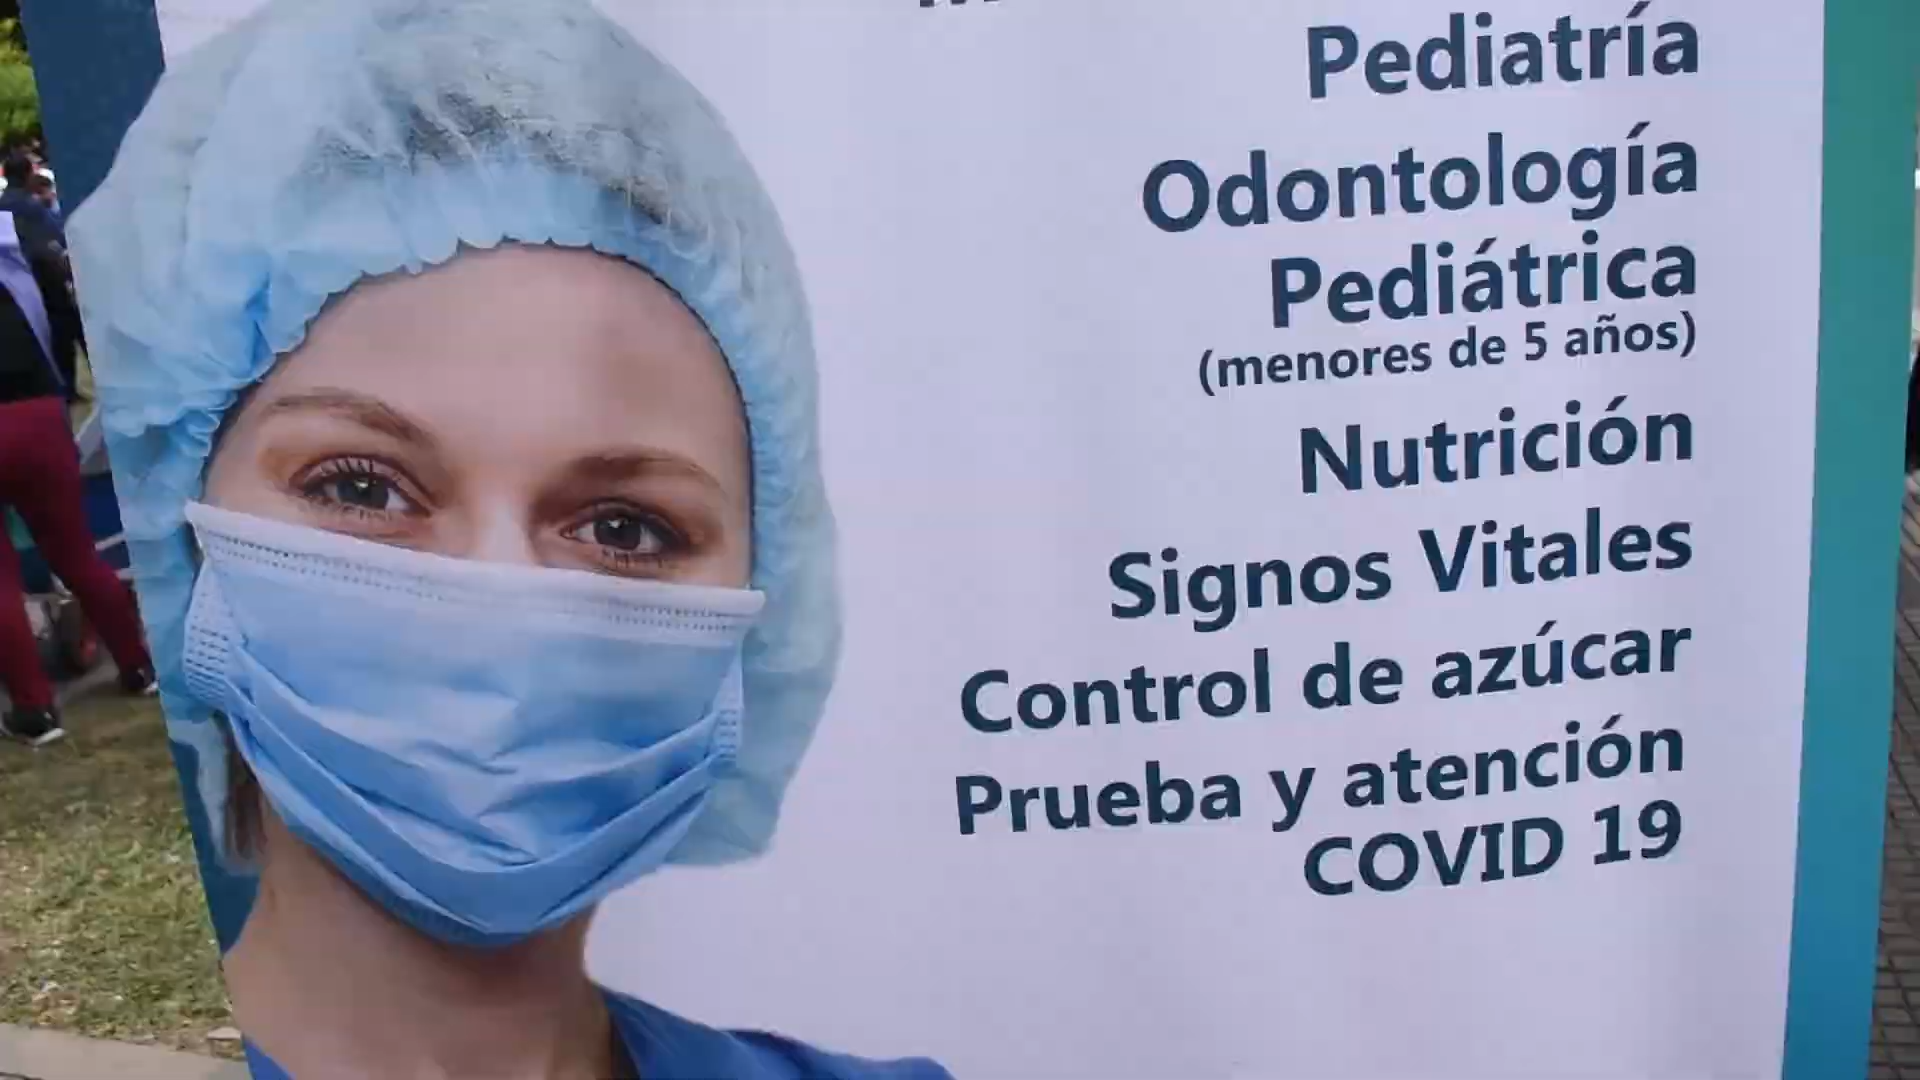 Pediatría
Odontología
Pediátrica
(menores de 5 años)
Nutrición
Signos Vitales
Control de azúcar
Prueba y atención
COVID 19